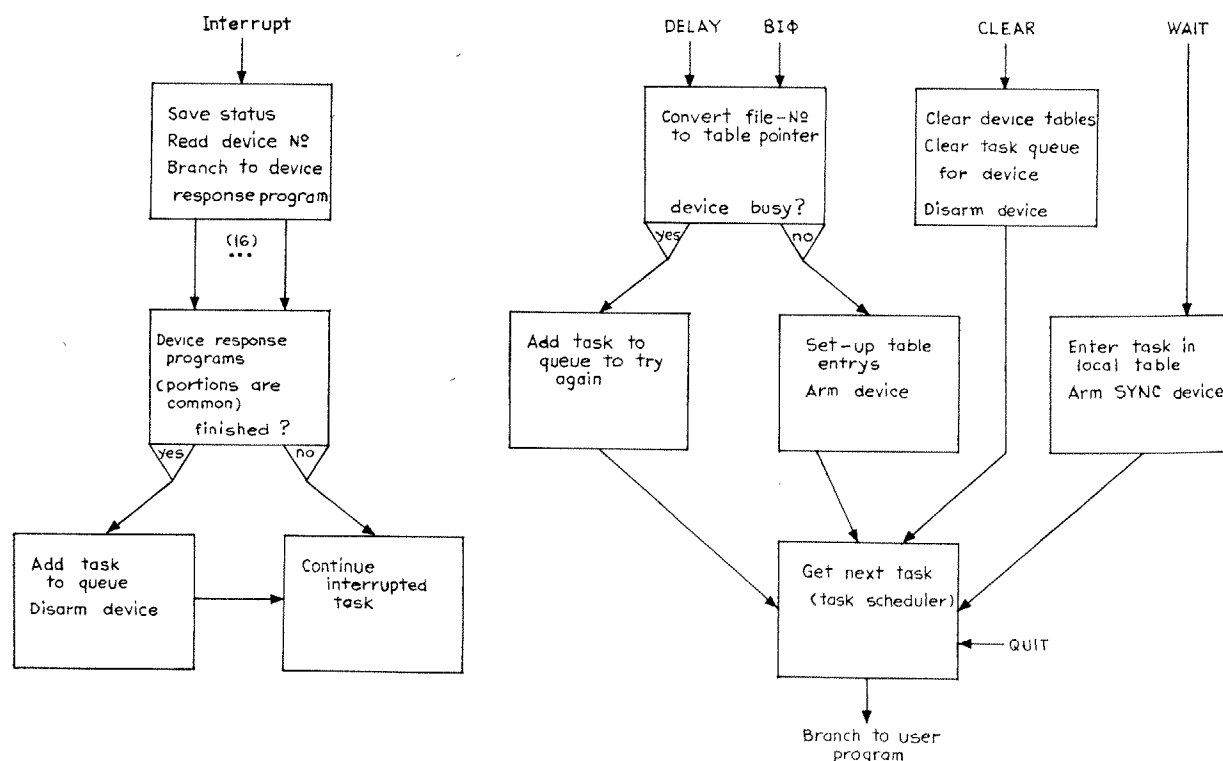 Interrupt
Save status
Read device Nº
Branch to device
response program
(16)
...
Device response
programs
(portions are
common)
finished ?
yes
no
Add task
to queue
Disarm device
Continue
interrupted
task
DELAY
BIΦ
Convert file-Nº
to table pointer
device busy?
yes
no
Add task to
queue to try
again
Set-up table
entrys
Arm device
CLEAR
Clear device tables
Clear task queue
for device
Disarm device
WAIT
Enter task in
local table
Arm SYNC device
Get next task
(task scheduler)
QUIT
Branch to user
program